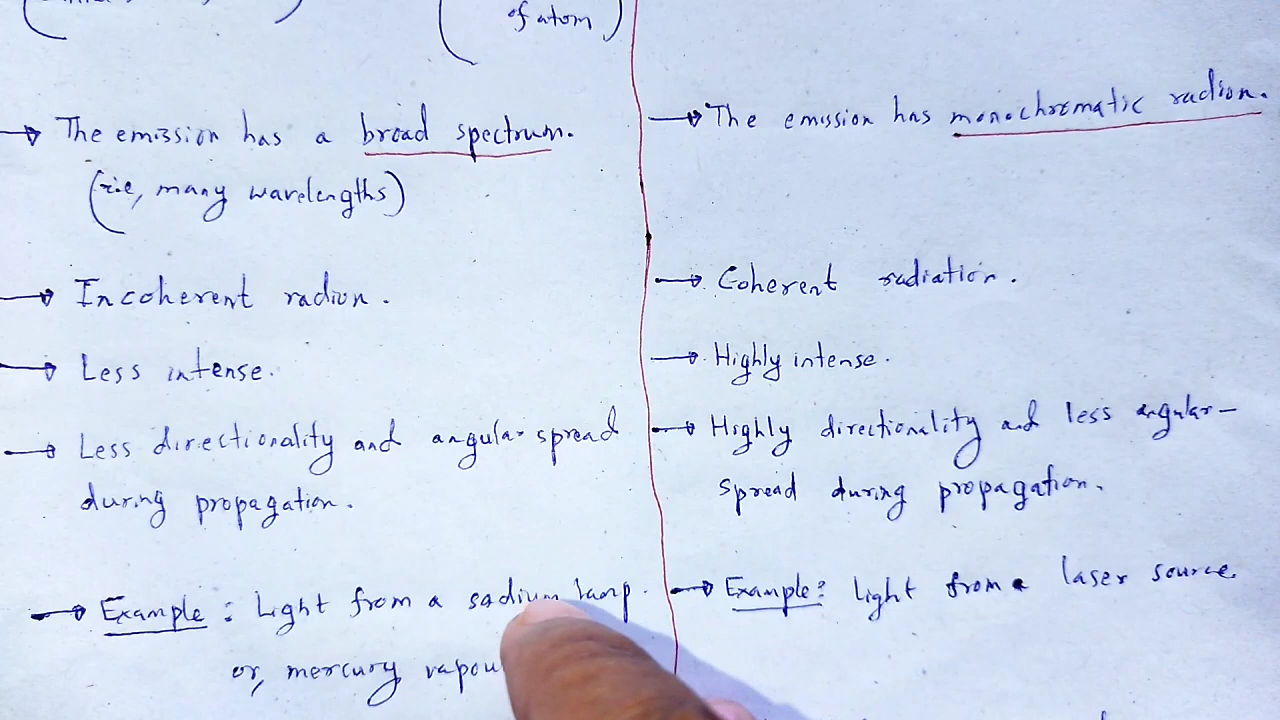 of atom)
→ The emission has a broad spectrum.
(i.e, many wavelengths)
→ Incoherent radion.
→ Less intense.
→ Less directionality and angular spread
during propagation.
→ Example : Light from a sodium lamp.
or, mercury vapou
→ The emission has monochromatic radion.
→ Coherent radiation.
→ Highly intense.
→ Highly directionality and less angular-
spread during propagation.
→ Example : Light from a laser source